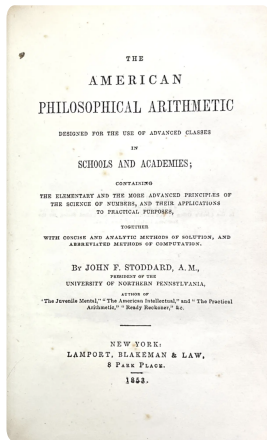 THE
AMERICAN
PHILOSOPHICAL ARITHMETIC
DESIGNED FOR THE USE OF ADVANCED CLASSES
IN
SCHOOLS AND ACADEMIES;
CONTAINING
THE ELEMENTARY AND THE MORE ADVANCED PRINCIPLES OF
THE SCIENCE OF NUMBERS, AND THEIR APPLICATIONS
TO PRACTICAL PURPOSES,
TOGETHER
WITH CONCISE AND ANALYTIC METHODS OF SOLUTION, AND
ABBREVIATED METHODS OF COMPUTATION.
BY JOHN F. STODDARD, A.M.,
PRESIDENT OF THE
UNIVERSITY OF NORTHERN PENNSYLVANIA,
AUTHOR OF
"The Juvenile Mental," "The American Intellectual," and "The Practical
Arithmetic," "Ready Reckoner," &c.
NEW YORK:
LAMPORT, BLAKEMAN & LAW,
8 PARK PLACE.
1853.